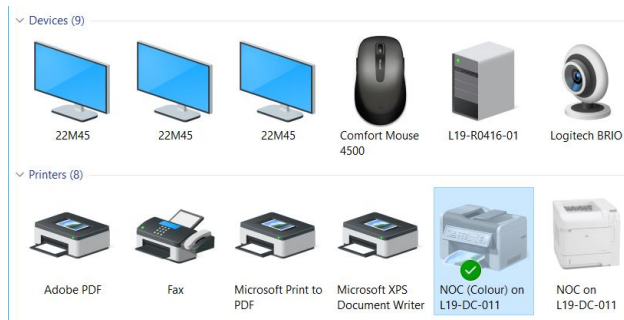 Devices (9)
22M45
22M45
22M45
Comfort Mouse
4500
L19-R0416-01
Logitech BRIO
Printers (8)
Adobe PDF
Fax
Microsoft Print to
PDF
Microsoft XPS
Document Writer
NOC (Colour) on
L19-DC-011
NOC on
L19-DC-011